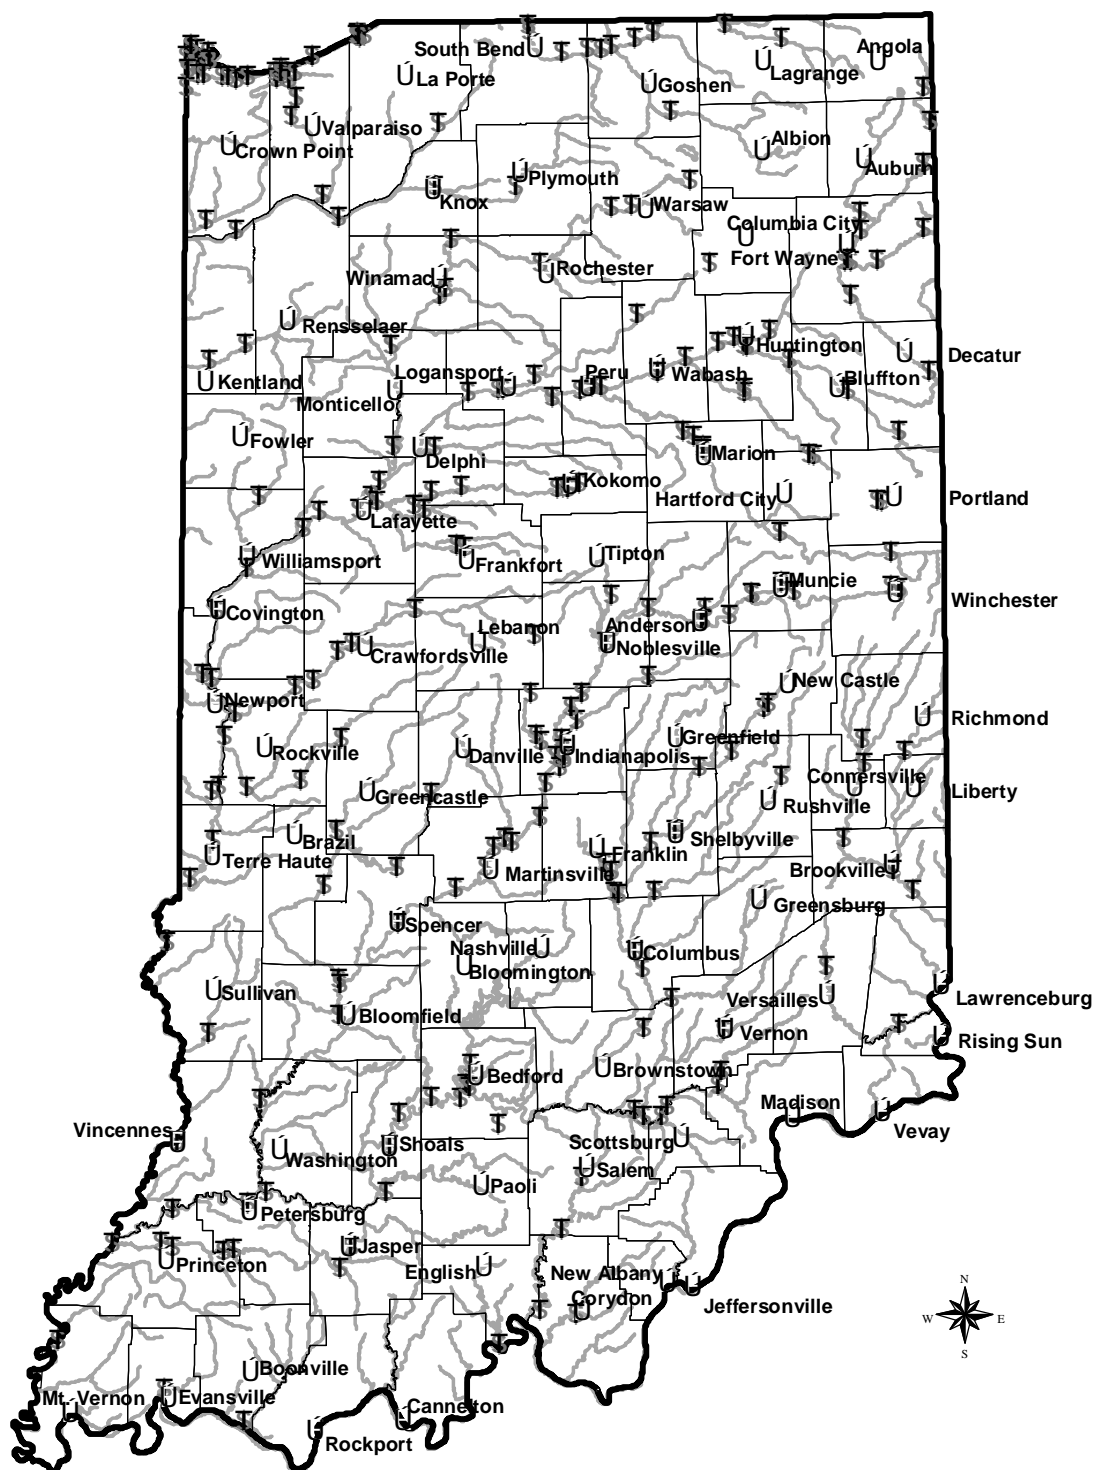 South Bend
La Porte
Goshen
Lagrange
Angola
Valparaiso
Crown Point
Albion
Auburn
Plymouth
Knox
Warsaw
Columbia City
Fort Wayne
Winamac
Rochester
Rensselaer
Huntington
Decatur
Kentland
Logansport
Peru
Wabash
Bluffton
Monticello
Fowler
Delphi
Marion
Kokomo
Hartford City
Portland
Lafayette
Williamsport
Frankfort
Tipton
Muncie
Winchester
Covington
Lebanon
Anderson
Noblesville
Crawfordsville
New Castle
Newport
Richmond
Rockville
Danville
Indianapolis
Greenfield
Connersville
Liberty
Greencastle
Rushville
Brazil
Shelbyville
Terre Haute
Franklin
Martinsville
Brookville
Greensburg
Spencer
Nashville
Columbus
Bloomington
Sullivan
Versailles
Lawrenceburg
Bloomfield
Vernon
Rising Sun
Bedford
Brownstown
Madison
Vevay
Vincennes
Shoals
Scottsburg
Washington
Salem
Paoli
Petersburg
Jasper
Princeton
English
New Albany
Corydon
Jeffersonville
N
W E
S
Boonville
Mt. Vernon
Evansville
Cannelton
Rockport